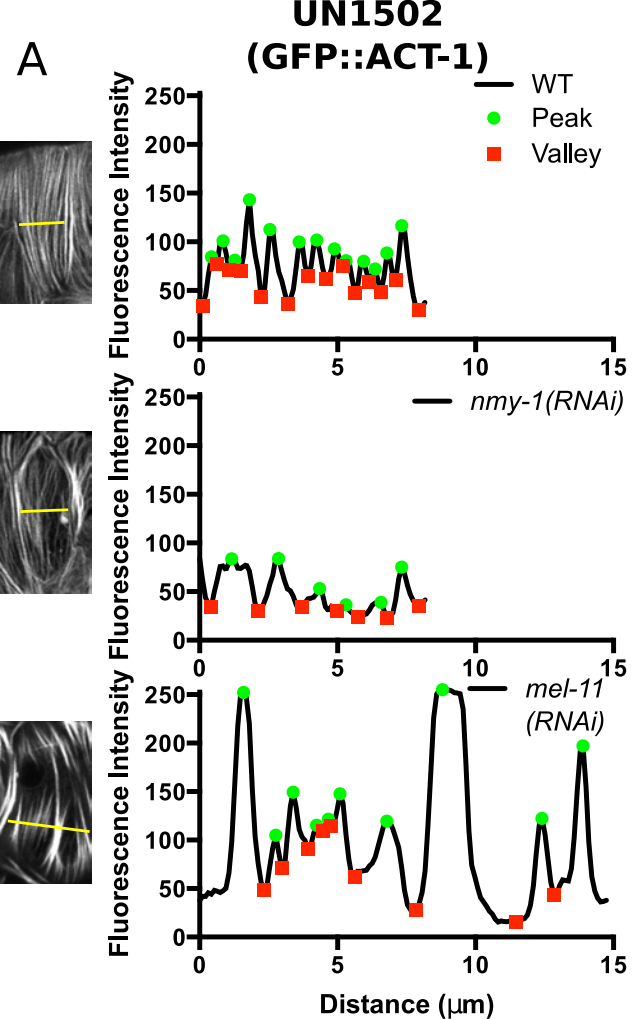 UN1502
(GFP::ACT-1)
A
WT
Peak
Valley
Fluorescence Intensity
250
200
150
100
50
0
0 5 10 15
nmy-1(RNAi)
Fluorescence Intensity
250
200
150
100
50
0
0 5 10 15
mel-11
(RNAi)
Fluorescence Intensity
250
200
150
100
50
0
0 5 10 15
Distance (μm)